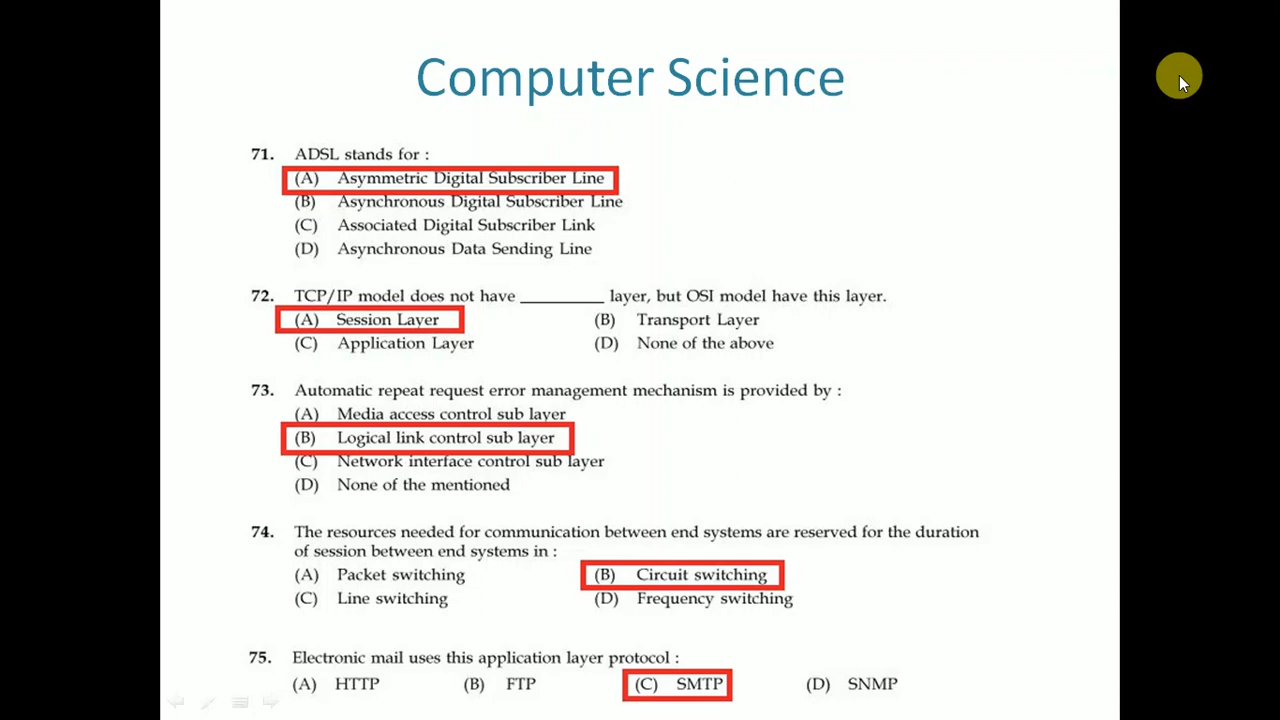 Computer Science
71. ADSL stands for :
(A) Asymmetric Digital Subscriber Line
(B) Asynchronous Digital Subscriber Line
(C) Associated Digital Subscriber Link
(D) Asynchronous Data Sending Line
72. TCP/IP model does not have _________ layer, but OSI model have this layer.
(A) Session Layer (B) Transport Layer
(C) Application Layer (D) None of the above
73. Automatic repeat request error management mechanism is provided by :
(A) Media access control sub layer
(B) Logical link control sub layer
(C) Network interface control sub layer
(D) None of the mentioned
74. The resources needed for communication between end systems are reserved for the duration
of session between end systems in :
(A) Packet switching (B) Circuit switching
(C) Line switching (D) Frequency switching
75. Electronic mail uses this application layer protocol :
(A) HTTP (B) FTP (C) SMTP (D) SNMP